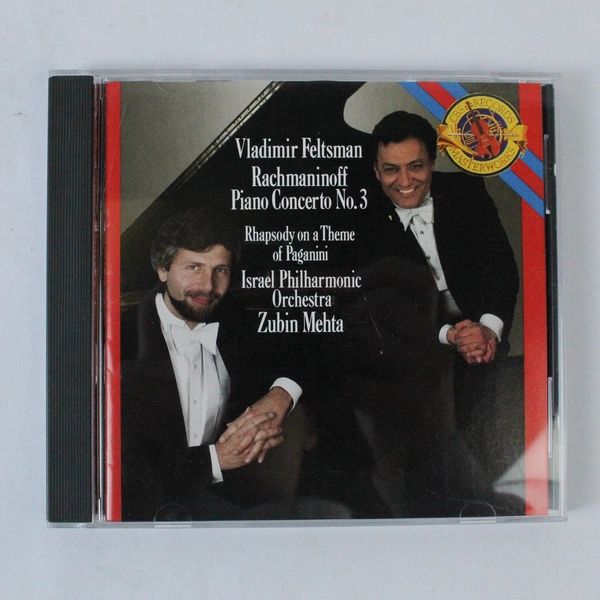 Vladimir Feltsman
Rachmaninoff
Piano Concerto No. 3
Rhapsody on a Theme
of Paganini
Israel Philharmonic
Orchestra
Zubin Mehta
CBS RECORDS
MASTERWORKS